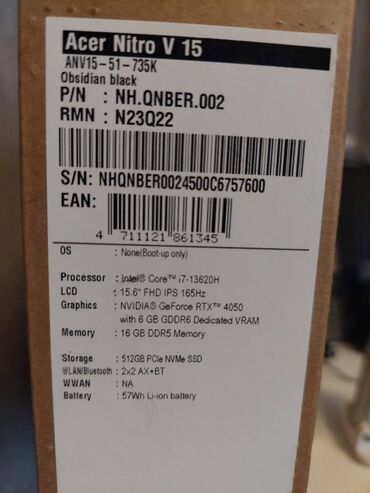 Acer Nitro V 15
ANV15-51-735K
Obsidian black
P/N : NH.QNBER.002
RMN : N23Q22
S/N: NHQNBER0024500C6757600
EAN:
4 711121 861345
OS : None(Boot-up only)
Processor : Intel® Core™ i7-13620H
LCD : 15.6" FHD IPS 165Hz
Graphics : NVIDIA® GeForce RTX™ 4050
with 6 GB GDDR6 Dedicated VRAM
Memory : 16 GB DDR5 Memory
Storage : 512GB PCIe NVMe SSD
WLAN/Bluetooth : 2x2 AX+BT
WWAN : NA
Battery : 57Wh Li-ion battery